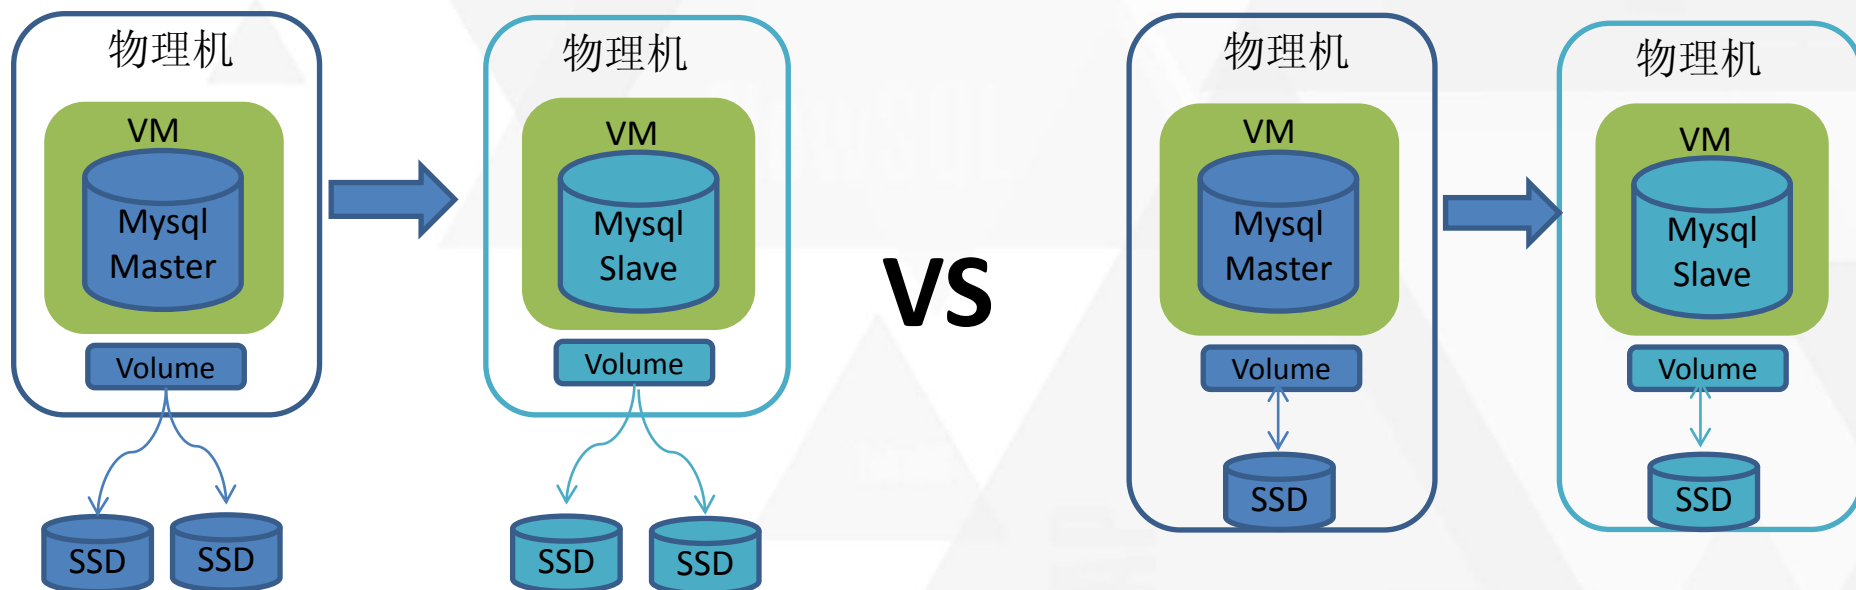 物理机
VM
Mysql
Master
Volume
SSD
SSD
物理机
VM
Mysql
Slave
Volume
SSD
SSD
VS
物理机
VM
Mysql
Master
Volume
SSD
物理机
VM
Mysql
Slave
Volume
SSD